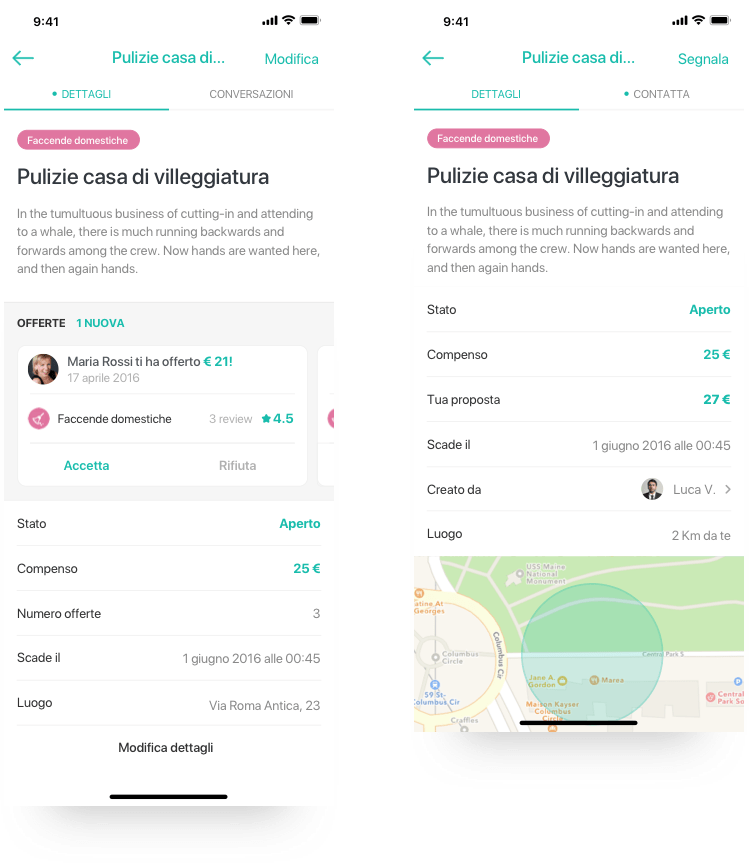 9:41
Pulizie casa di...
Modifica
DETTAGLI
CONVERSAZIONI
Faccende domestiche
Pulizie casa di villeggiatura
In the tumultuous business of cutting-in and attending
to a whale, there is much running backwards and
forwards among the crew. Now hands are wanted here,
and then again hands.
OFFERTE 1 NUOVA
Maria Rossi ti ha offerto € 21!
17 aprile 2016
Faccende domestiche 3 review 4.5
Accetta Rifiuta
Stato Aperto
Compenso 25 €
Numero offerte 3
Scade il 1 giugno 2016 alle 00:45
Luogo Via Roma Antica, 23
Modifica dettagli
9:41
Pulizie casa di...
Segnala
DETTAGLI
CONTATTA
Faccende domestiche
Pulizie casa di villeggiatura
In the tumultuous business of cutting-in and attending
to a whale, there is much running backwards and
forwards among the crew. Now hands are wanted here,
and then again hands.
Stato Aperto
Compenso 25 €
Tua proposta 27 €
Scade il 1 giugno 2016 alle 00:45
Creato da Luca V.
Luogo 2 Km da te
USS Maine
National
Monument
atine At
Georges
Columbus
Circle
Columbus Cir
Central Park S
Jane A
Gordon
Marea
59 St-
Columbus Cir
Maison Kayser
Columbus
Circle
Central
Park So
Craftles